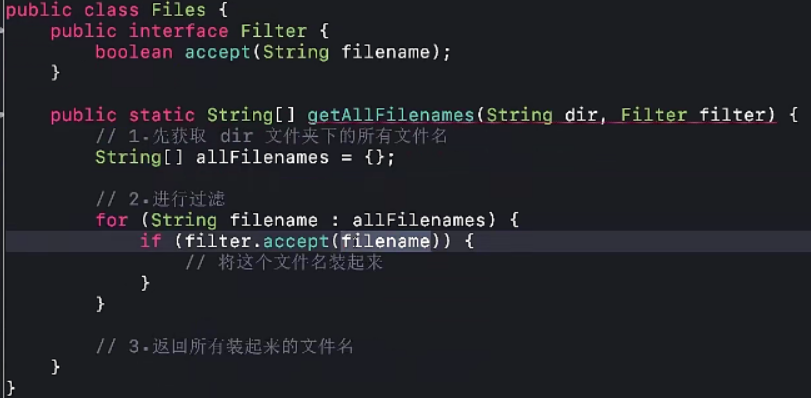 public class Files {
public interface Filter {
boolean accept(String filename);
}
public static String[] getAllFilenames(String dir, Filter filter) {
// 1.先获取 dir 文件夹下的所有文件名
String[] allFilenames = {};
// 2.进行过滤
for (String filename : allFilenames) {
if (filter.accept(filename)) {
// 将这个文件名装起来
}
}
// 3.返回所有装起来的文件名
}
}